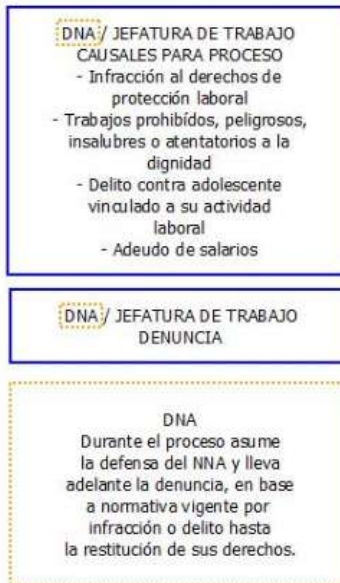 DNA / JEFATURA DE TRABAJO
CAUSALES PARA PROCESO
- Infracción al derechos de
protección laboral
- Trabajos prohibídos, peligrosos,
insalubres o atentatorios a la
dignidad
- Delito contra adolescente
vinculado a su actividad
laboral
- Adeudo de salarios
DNA / JEFATURA DE TRABAJO
DENUNCIA
DNA
Durante el proceso asume
la defensa del NNA y lleva
adelante la denuncia, en base
a normativa vigente por
infracción o delito hasta
la restitución de sus derechos.